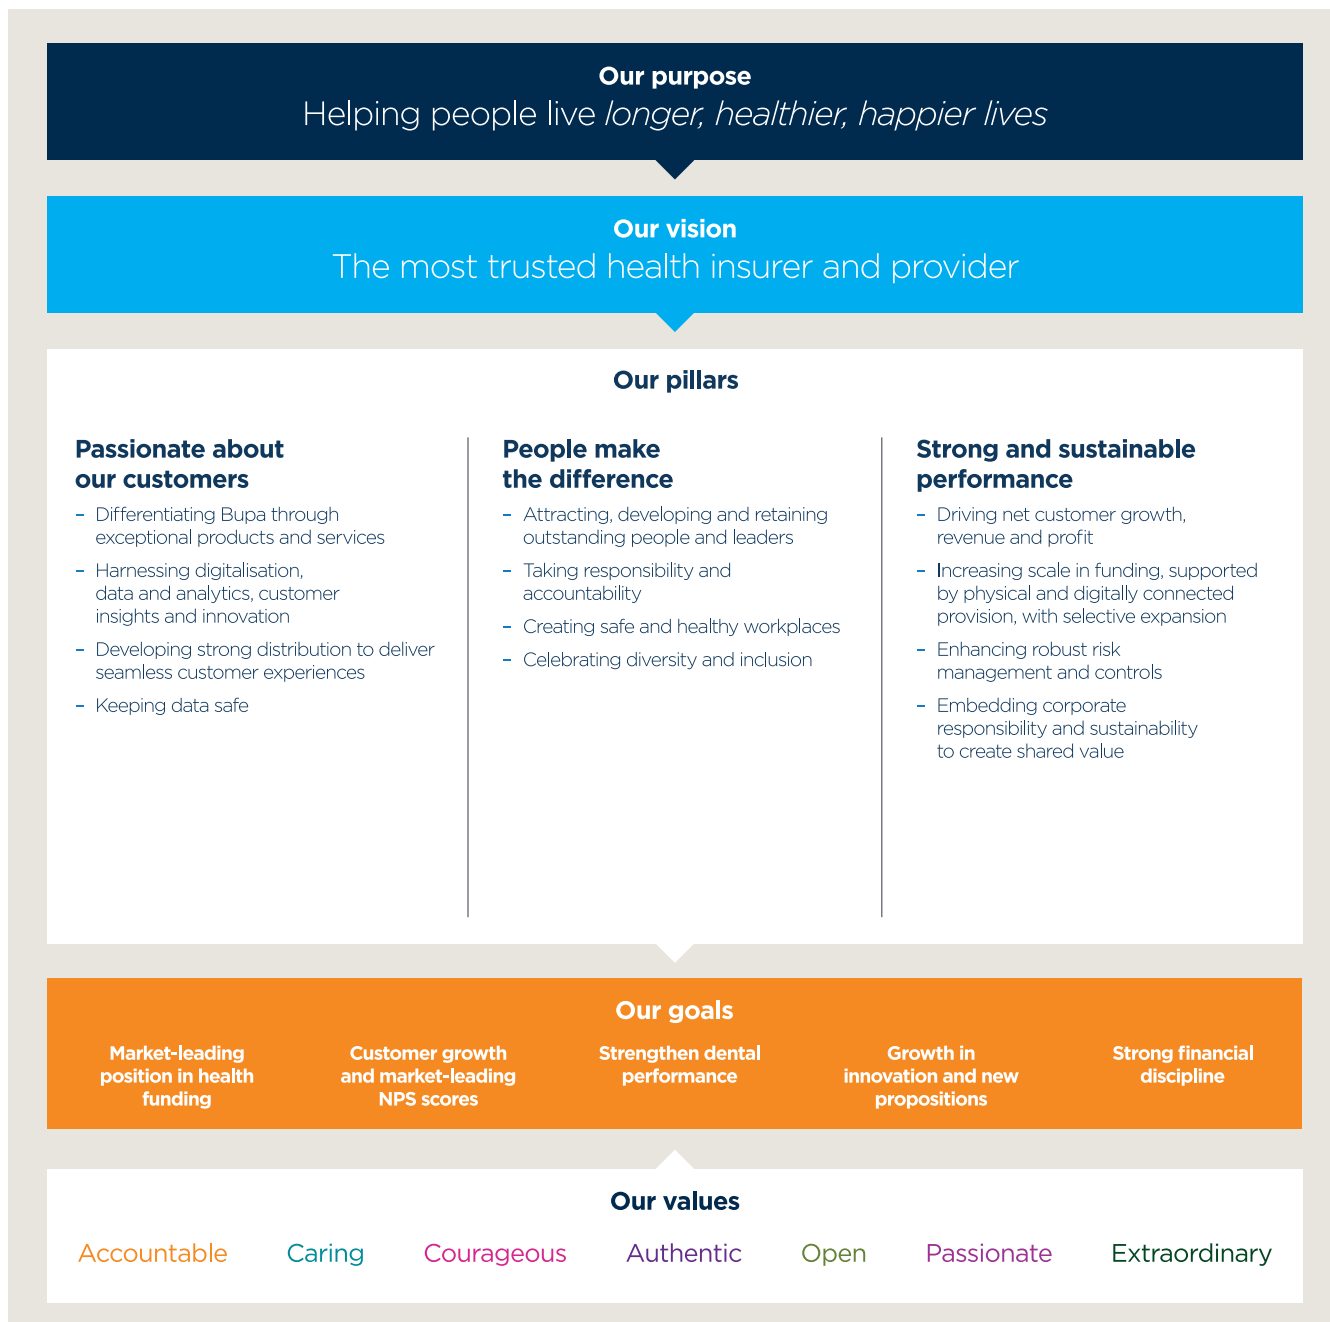 Our purpose
Helping people live longer, healthier, happier lives
Our vision
The most trusted health insurer and provider
Our pillars
Passionate about
our customers
– Differentiating Bupa through
exceptional products and services
– Harnessing digitalisation,
data and analytics, customer
insights and innovation
– Developing strong distribution to deliver
seamless customer experiences
– Keeping data safe
People make
the difference
– Attracting, developing and retaining
outstanding people and leaders
– Taking responsibility and
accountability
– Creating safe and healthy workplaces
– Celebrating diversity and inclusion
Strong and sustainable
performance
– Driving net customer growth,
revenue and profit
– Increasing scale in funding, supported
by physical and digitally connected
provision, with selective expansion
– Enhancing robust risk
management and controls
– Embedding corporate
responsibility and sustainability
to create shared value
Our goals
Market-leading
position in health
funding
Customer growth
and market-leading
NPS scores
Strengthen dental
performance
Growth in
innovation and new
propositions
Strong financial
discipline
Our values
Accountable Caring Courageous Authentic Open Passionate Extraordinary